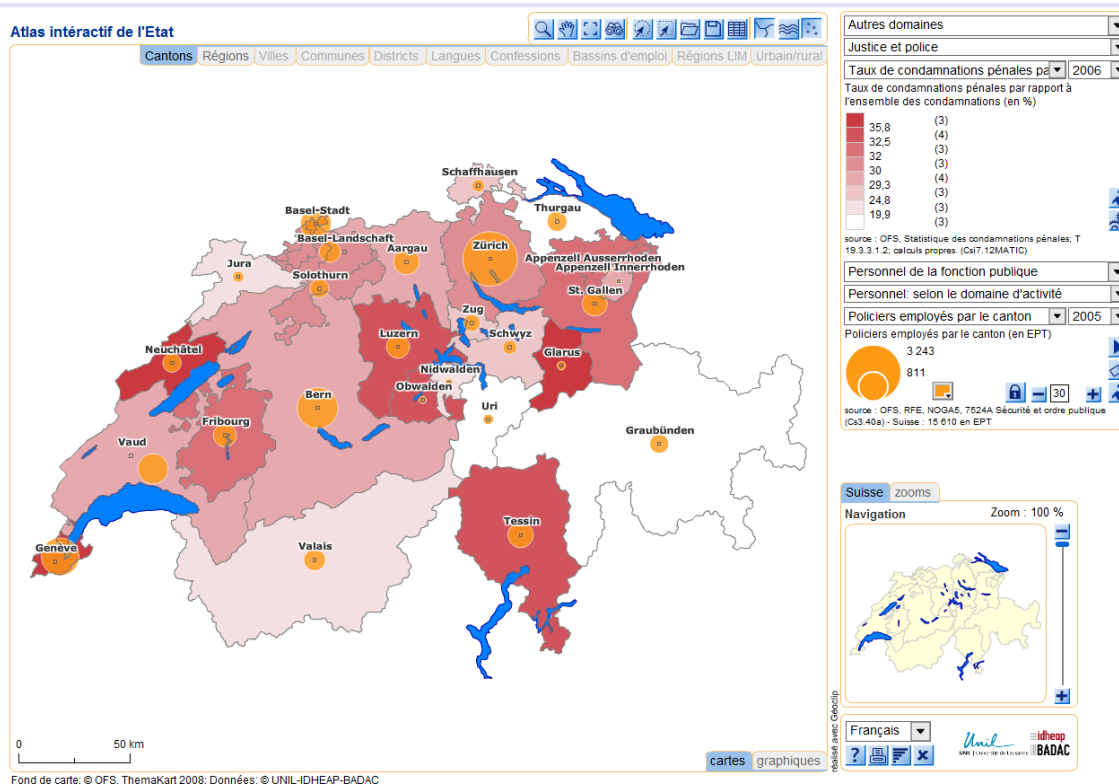 Atlas intéractif de l'Etat
Cantons Régions Villes Communes Districts Langues Confessions Bassins d'emploi Régions LIM Urbain/rural
Schaffhausen
Thurgau
Basel-Stadt
Basel-Landschaft
Zürich
Aargau
Appenzell Ausserrhoden
Appenzell Innerrhoden
Jura
Solothurn
St. Gallen
Zug
Luzern
Schwyz
Neuchâtel
Glarus
Nidwalden
Obwalden
Bern
Uri
Fribourg
Graubünden
Vaud
Tessin
Genève
Valais
0 50 km
cartes graphiques
Fond de carte: © OFS, ThemaKart 2008; Données: © UNIL-IDHEAP-BADAC
réalisé avec Géoclip
Autres domaines
Justice et police
Taux de condamnations pénales pa 2006
Taux de condamnations pénales par rapport à
l'ensemble des condamnations (en %)
(3)
35,8
(4)
32,5
(3)
32
(3)
30
(4)
29,3
(3)
24,8
(3)
19,9
(3)
source : OFS, Statistique des condamnations pénales; T
19.3.3.1.2; calculs propres. (Csi7.12MATIC)
Personnel de la fonction publique
Personnel: selon le domaine d'activité
Policiers employés par le canton 2005
Policiers employés par le canton (en EPT)
3 243
811
30
source : OFS, RFE, NOGA5, 7524A Sécurité et ordre publique
(Cs3.40a) - Suisse : 15 610 en EPT
Suisse zooms
Navigation Zoom : 100 %
Français
Unil
UNIL | Université de Lausanne
idheap
BADAC